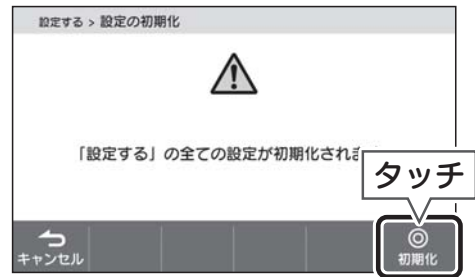 設定する > 設定の初期化
「設定する」の全ての設定が初期化されま
タッチ
キャンセル
初期化